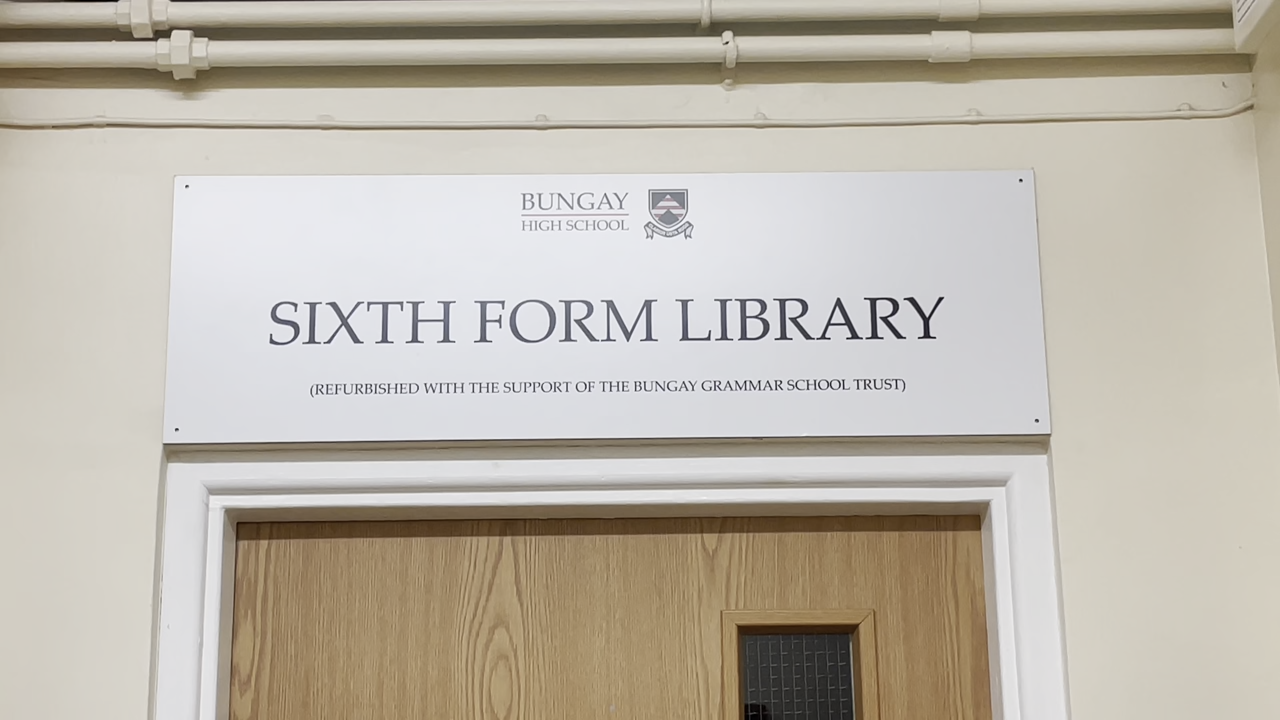 BUNGAY
HIGH SCHOOL
SIXTH FORM LIBRARY
(REFURBISHED WITH THE SUPPORT OF THE BUNGAY GRAMMAR SCHOOL TRUST)